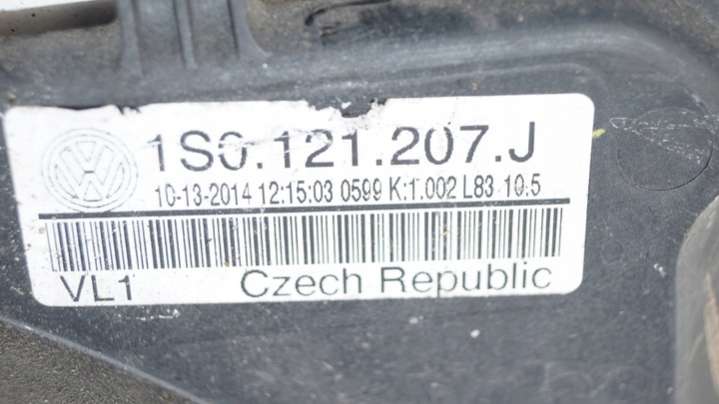 1S0.121.207.J
10-13-2014 12:15:03 0599 K:1.002 L83 10.5
VL1 Czech Republic